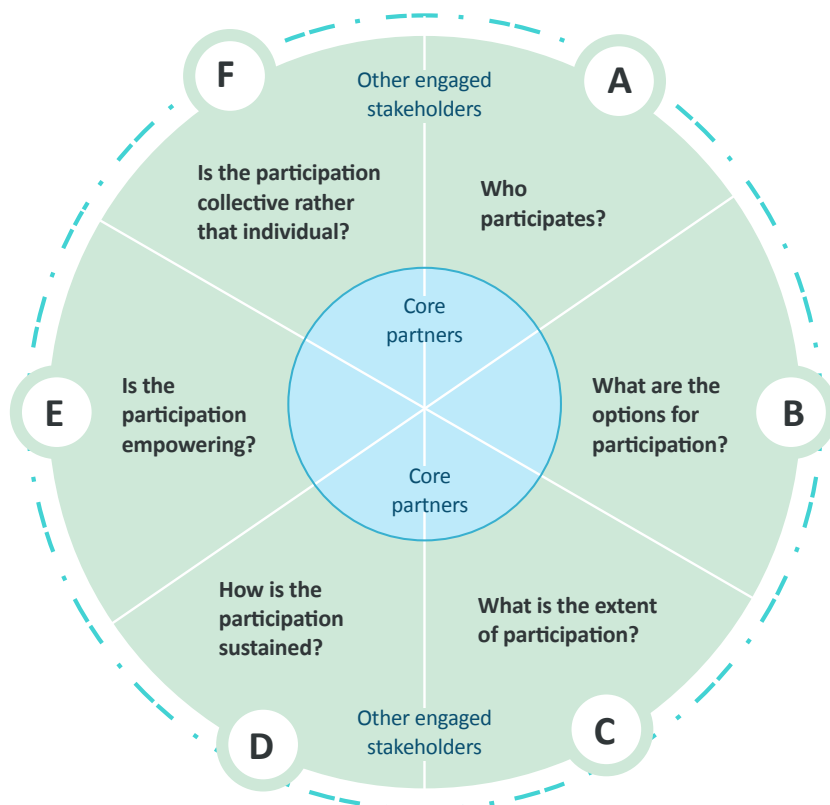 F
A
Other engaged
stakeholders
Is the participation
collective rather
that individual?
Who
participates?
Core
partners
E
Is the
participation
empowering?
What are the
options for
participation?
B
Core
partners
How is the
participation
sustained?
What is the extent
of participation?
D
Other engaged
stakeholders
C